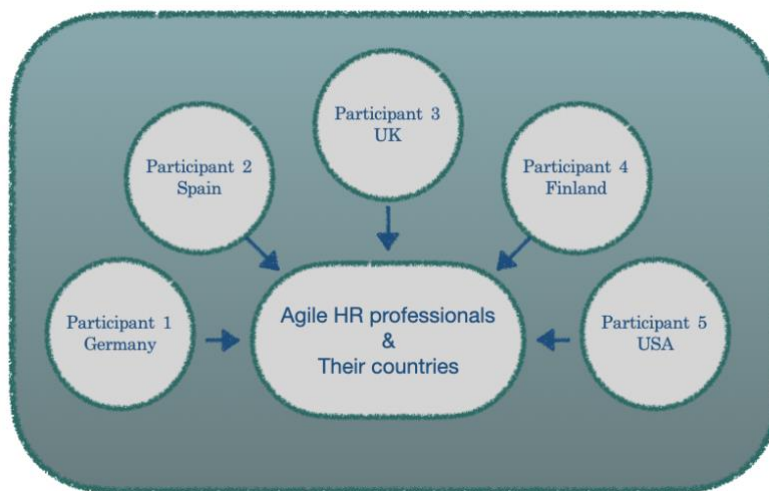 Participant 3
UK
Participant 2
Spain
Participant 4
Finland
Participant 1
Germany
Agile HR professionals
&
Their countries
Participant 5
USA